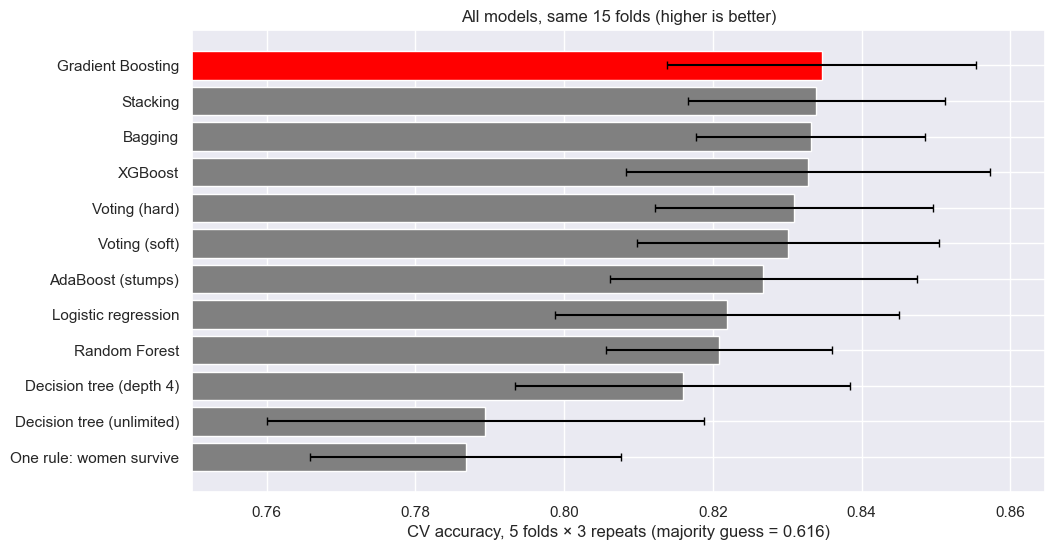 All models, same 15 folds (higher is better)
Gradient Boosting
Stacking
Bagging
XGBoost
Voting (hard)
Voting (soft)
AdaBoost (stumps)
Logistic regression
Random Forest
Decision tree (depth 4)
Decision tree (unlimited)
One rule: women survive
0.76 0.78 0.80 0.82 0.84 0.86
CV accuracy, 5 folds × 3 repeats (majority guess = 0.616)